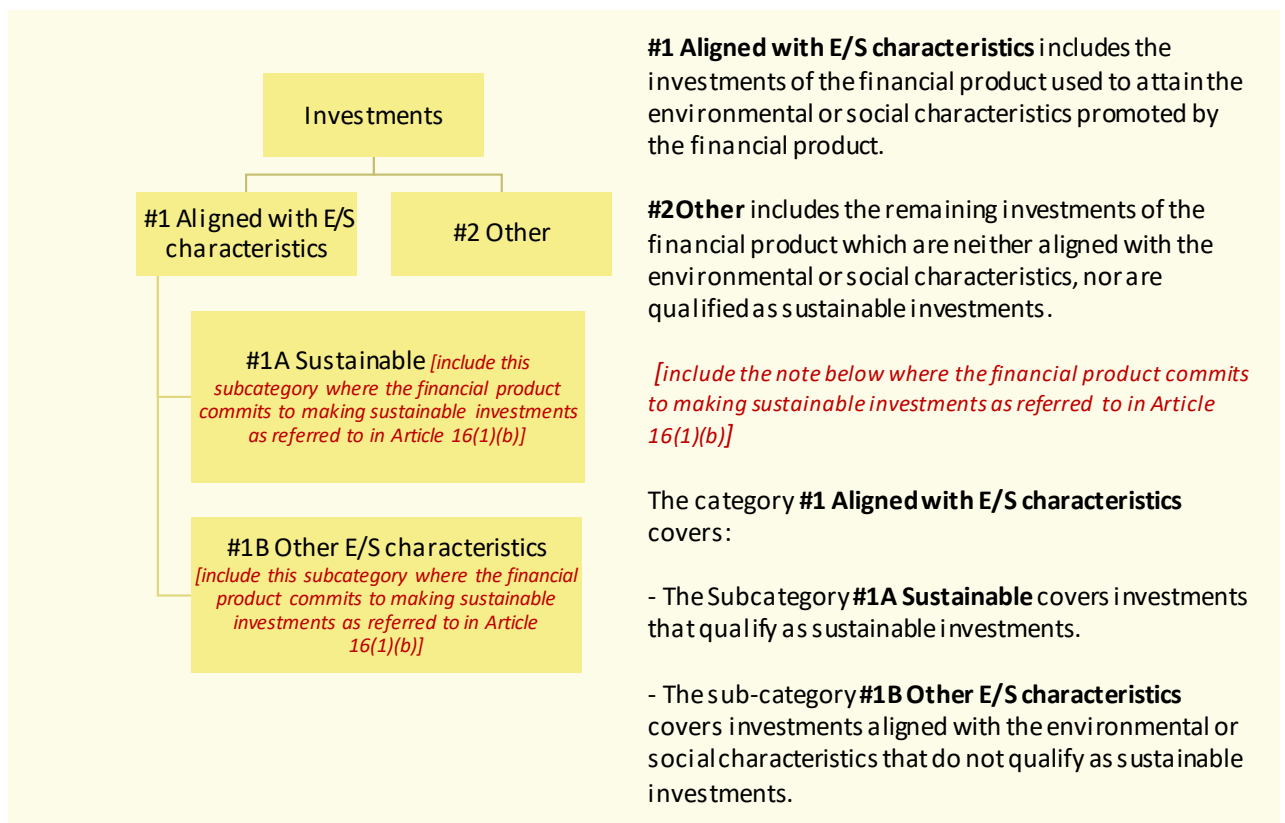 Investments
#1 Aligned with E/S
characteristics
#2 Other
#1A Sustainable [include this
subcategory where the financial product
commits to making sustainable investments
as referred to in Article 16(1)(b)]
#1B Other E/S characteristics
[include this subcategory where the financial
product commits to making sustainable
investments as referred to in Article
16(1)(b)]
#1 Aligned with E/S characteristics includes the
investments of the financial product used to attain the
environmental or social characteristics promoted by
the financial product.
#2Other includes the remaining investments of the
financial product which are neither aligned with the
environmental or social characteristics, nor are
qualified as sustainable investments.
[include the note below where the financial product commits
to making sustainable investments as referred to in Article
16(1)(b)]
The category #1 Aligned with E/S characteristics
covers:
- The Subcategory #1A Sustainable covers investments
that qualify as sustainable investments.
- The sub-category #1B Other E/S characteristics
covers investments aligned with the environmental or
social characteristics that do not qualify as sustainable
investments.